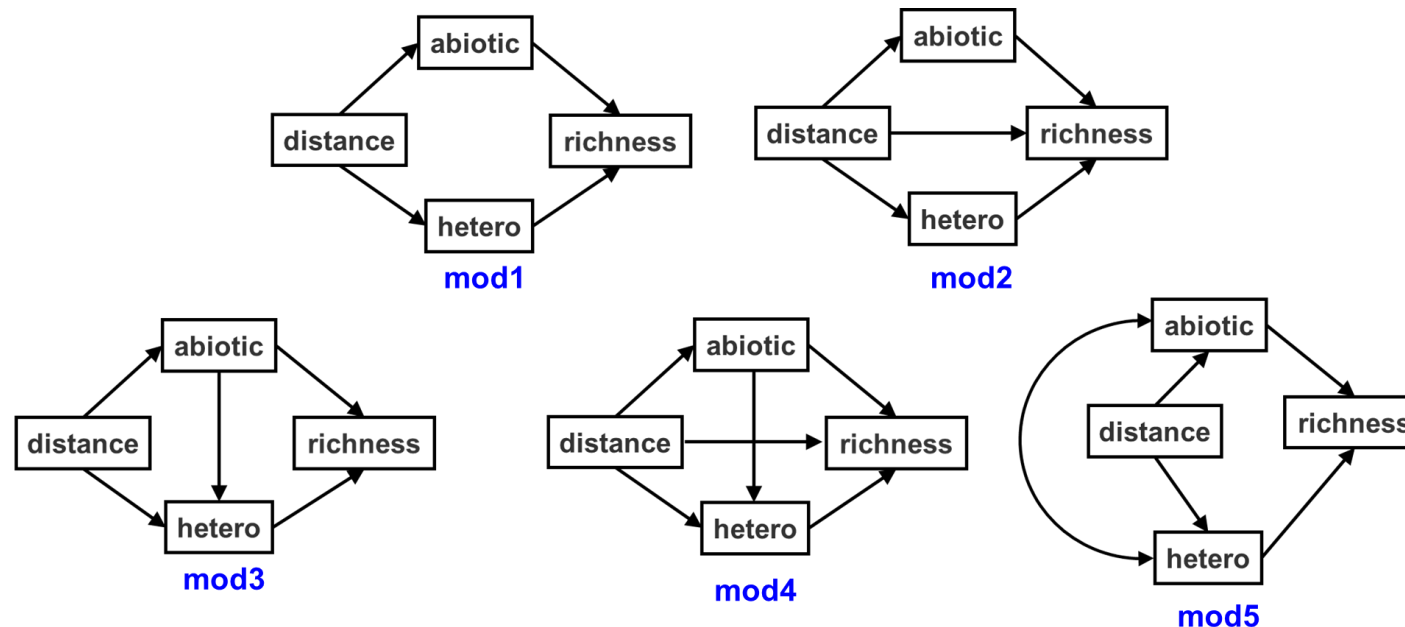 abiotic
distance
richness
hetero
mod1
abiotic
distance
richness
hetero
mod2
abiotic
distance
richness
hetero
mod3
abiotic
distance
richness
hetero
mod4
abiotic
distance
richness
hetero
mod5